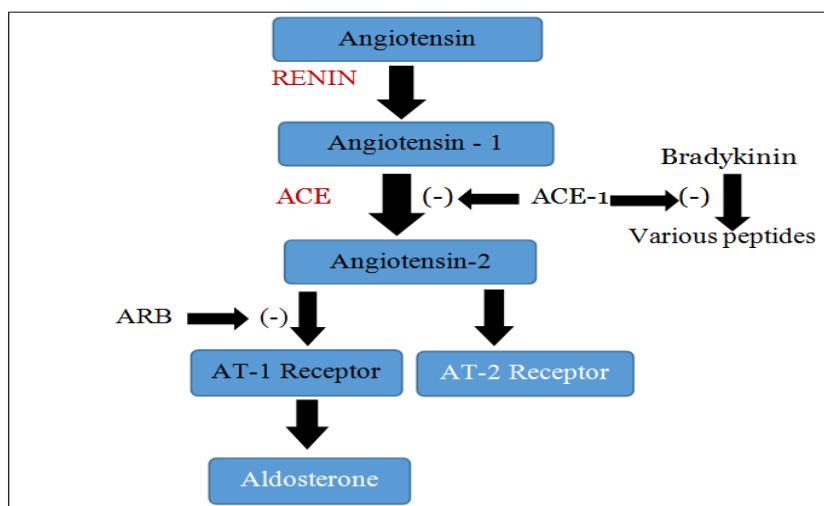 Angiotensin
RENIN
Angiotensin - 1
Bradykinin
ACE
(-)
ACE-1
(-)
Various peptides
Angiotensin-2
ARB
(-)
AT-1 Receptor
AT-2 Receptor
Aldosterone